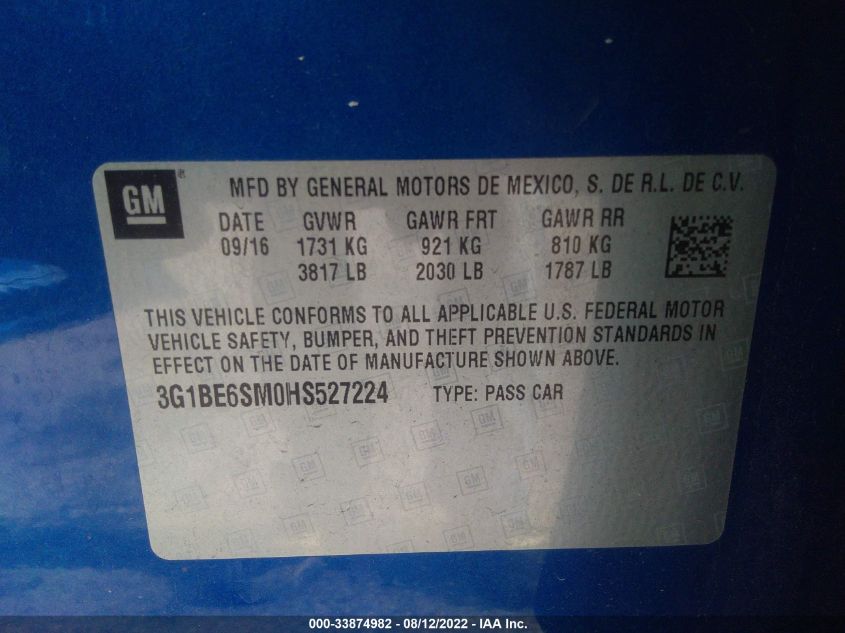 GM ® MFD BY GENERAL MOTORS DE MEXICO, S. DE R.L. DE C.V.
DATE GVWR GAWR FRT GAWR RR
09/16 1731 KG 921 KG 810 KG
3817 LB 2030 LB 1787 LB
THIS VEHICLE CONFORMS TO ALL APPLICABLE U.S. FEDERAL MOTOR
VEHICLE SAFETY, BUMPER, AND THEFT PREVENTION STANDARDS IN
EFFECT ON THE DATE OF MANUFACTURE SHOWN ABOVE.
3G1BE6SM0HS527224 TYPE: PASS CAR
000-33874982 - 08/12/2022 - IAA Inc.